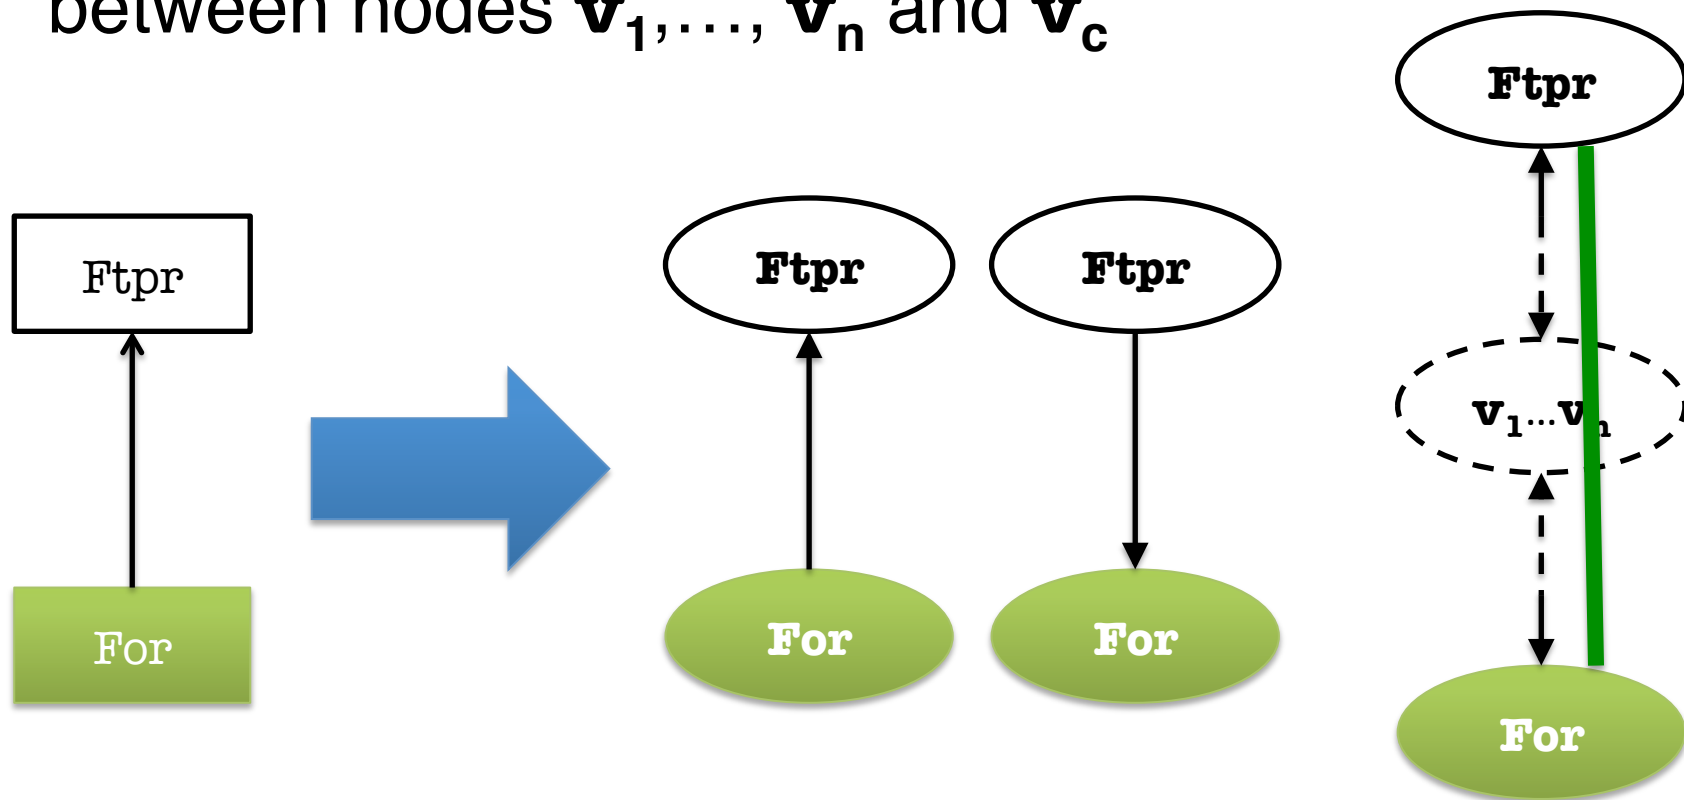 between nodes v1,…, vn and vc
Ftpr
Ftpr
Ftpr
Ftpr
v1…vn
For
For
For
For